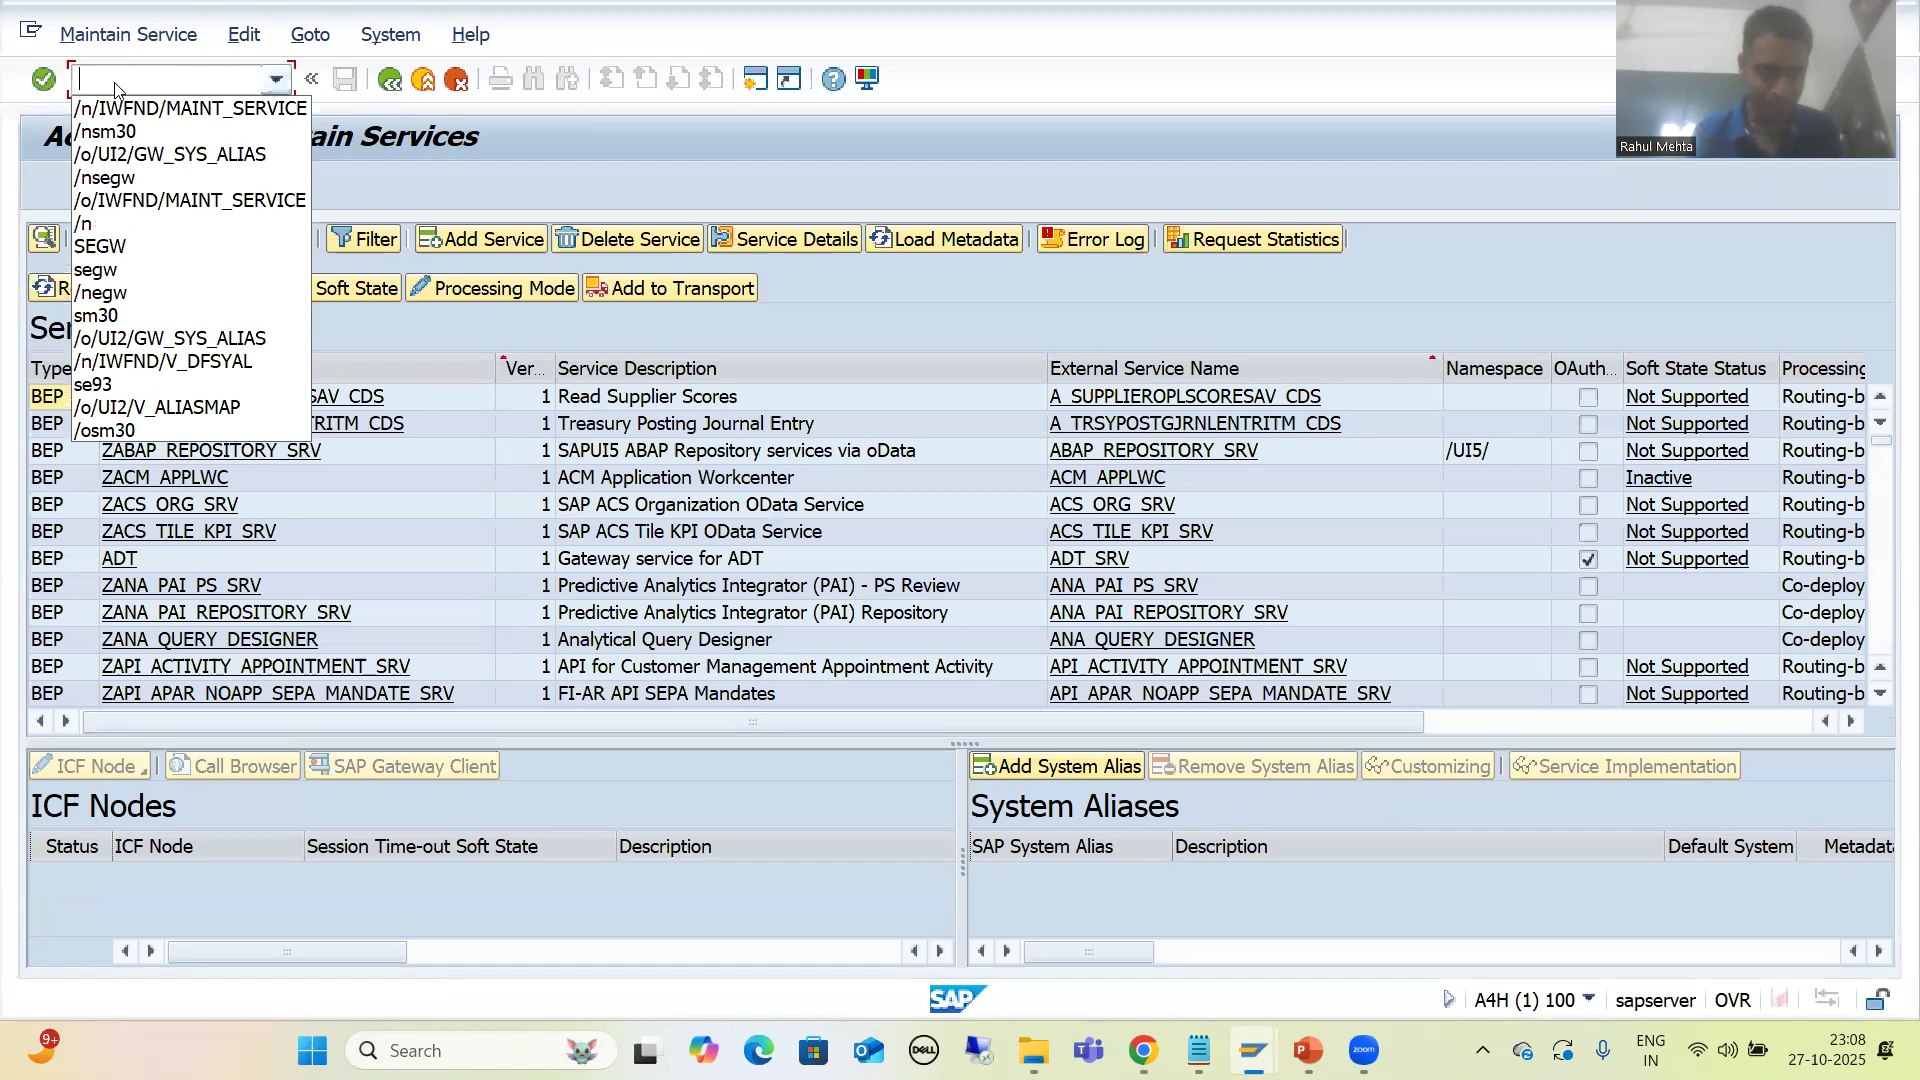 Maintain Service Edit Goto System Help
/n/IWFND/MAINT_SERVICE
/nsm30
/o/UI2/GW_SYS_ALIAS
/nsegw
/o/IWFND/MAINT_SERVICE
/n
SEGW
segw
/negw
sm30
/o/UI2/GW_SYS_ALIAS
/n/IWFND/V_DFSYAL
se93
/o/UI2/V_ALIASMAP
/osm30
Rahul Mehta
Services
Filter Add Service Delete Service Service Details Load Metadata Error Log Request Statistics
Soft State Processing Mode Add to Transport
Type Ver... Service Description External Service Name Namespace OAuth... Soft State Status Processing
BEP SAV_CDS 1 Read Supplier Scores A_SUPPLIEROPLSCORESAV_CDS Not Supported Routing-b
BEP RITM_CDS 1 Treasury Posting Journal Entry A_TRSYPOSTGJRNLENTRITM_CDS Not Supported Routing-b
BEP ZABAP_REPOSITORY_SRV 1 SAPUI5 ABAP Repository services via oData ABAP_REPOSITORY_SRV /UI5/ Not Supported Routing-b
BEP ZACM_APPLWC 1 ACM Application Workcenter ACM_APPLWC Inactive Routing-b
BEP ZACS_ORG_SRV 1 SAP ACS Organization OData Service ACS_ORG_SRV Not Supported Routing-b
BEP ZACS_TILE_KPI_SRV 1 SAP ACS Tile KPI OData Service ACS_TILE_KPI_SRV Not Supported Routing-b
BEP ADT 1 Gateway service for ADT ADT_SRV Not Supported Routing-b
BEP ZANA_PAI_PS_SRV 1 Predictive Analytics Integrator (PAI) - PS Review ANA_PAI_PS_SRV Co-deploy
BEP ZANA_PAI_REPOSITORY_SRV 1 Predictive Analytics Integrator (PAI) Repository ANA_PAI_REPOSITORY_SRV Co-deploy
BEP ZANA_QUERY_DESIGNER 1 Analytical Query Designer ANA_QUERY_DESIGNER Co-deploy
BEP ZAPI_ACTIVITY_APPOINTMENT_SRV 1 API for Customer Management Appointment Activity API_ACTIVITY_APPOINTMENT_SRV Not Supported Routing-b
BEP ZAPI_APAR_NOAPP_SEPA_MANDATE_SRV 1 FI-AR API SEPA Mandates API_APAR_NOAPP_SEPA_MANDATE_SRV Not Supported Routing-b
ICF Node Call Browser SAP Gateway Client Add System Alias Remove System Alias Customizing Service Implementation
ICF Nodes System Aliases
Status ICF Node Session Time-out Soft State Description SAP System Alias Description Default System Metadata
SAP A4H (1) 100 sapserver OVR
9+ Search DELL zoom ENG IN 23:08 27-10-2025